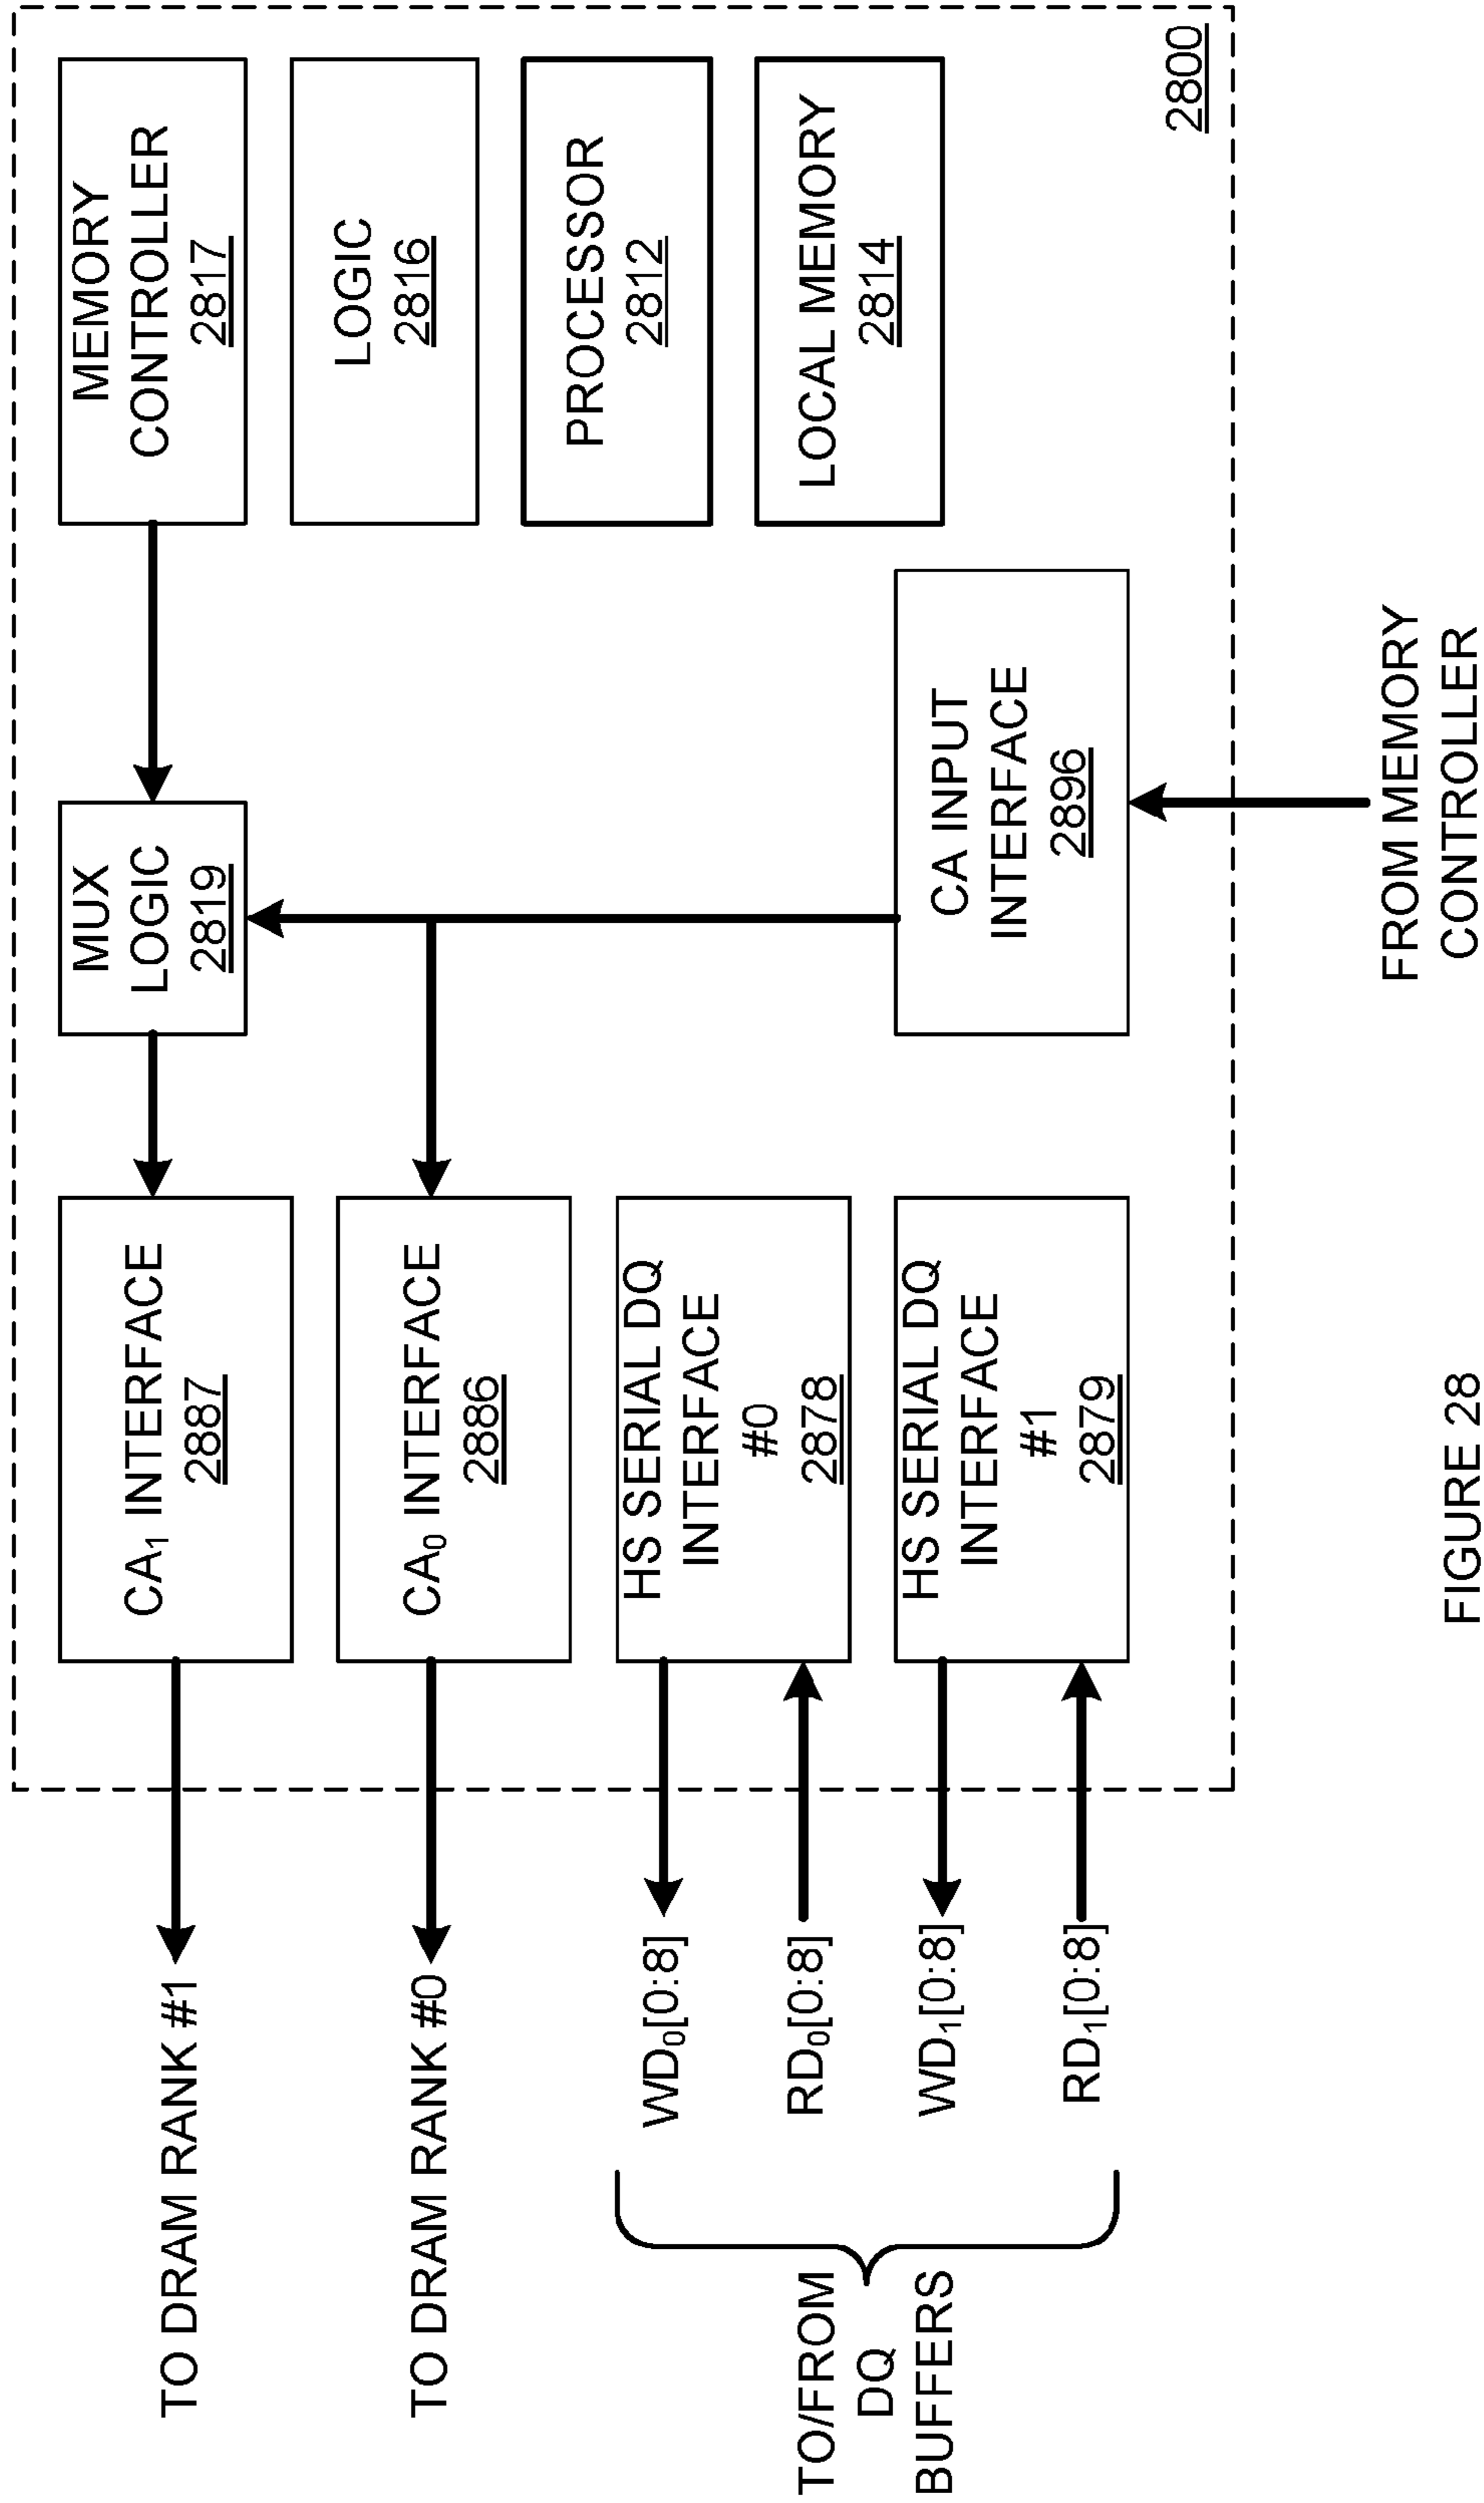 TO DRAM RANK #1
TO DRAM RANK #0
WD0[0:8]
RD0[0:8]
WD1[0:8]
RD1[0:8]
TO/FROM
DQ
BUFFERS
CA1 INTERFACE
2887
CA0 INTERFACE
2886
HS SERIAL DQ
INTERFACE
#0
2878
HS SERIAL DQ
INTERFACE
#1
2879
MUX
LOGIC
2819
CA INPUT
INTERFACE
2896
MEMORY
CONTROLLER
2817
LOGIC
2816
PROCESSOR
2812
LOCAL MEMORY
2814
2800
FROM MEMORY
CONTROLLER
FIGURE 28